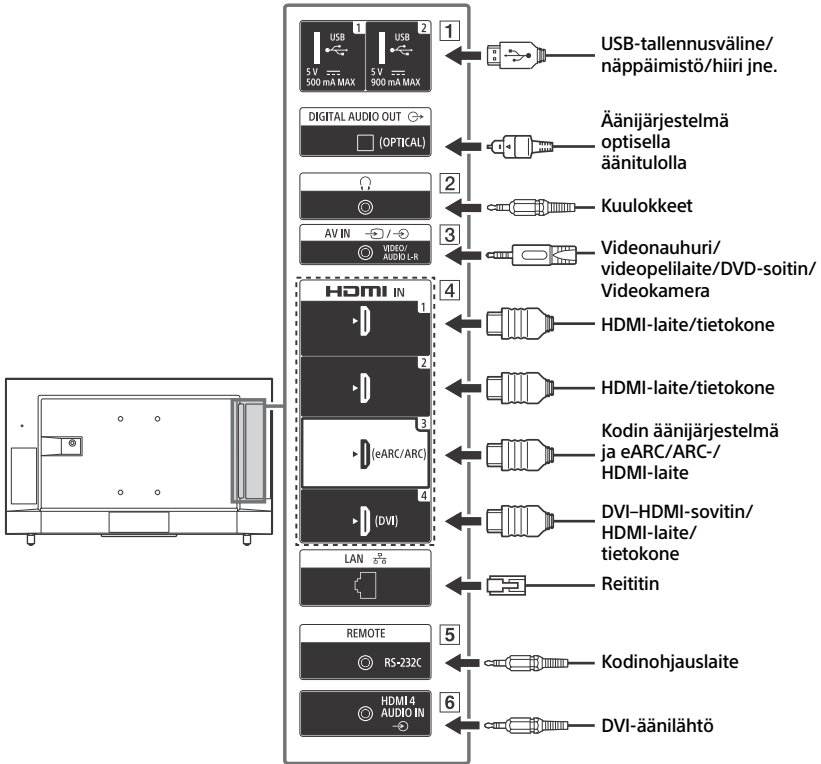 1 2 1
USB USB
5 V 5 V
500 mA MAX 900 mA MAX
USB-tallennusväline/
näppäimistö/hiiri jne.
DIGITAL AUDIO OUT
(OPTICAL)
Äänijärjestelmä
optisella
äänitulolla
2
Kuulokkeet
AV IN / 3
VIDEO/
AUDIO L-R
Videonauhuri/
videopelilaite/DVD-soitin/
Videokamera
HDMI IN 4
1
HDMI-laite/tietokone
2
HDMI-laite/tietokone
3
(eARC/ARC)
Kodin äänijärjestelmä
ja eARC/ARC-/
HDMI-laite
4
(DVI)
DVI–HDMI-sovitin/
HDMI-laite/
tietokone
LAN
Reititin
REMOTE 5
RS-232C
Kodinohjauslaite
HDMI 4 6
AUDIO IN
DVI-äänilähtö